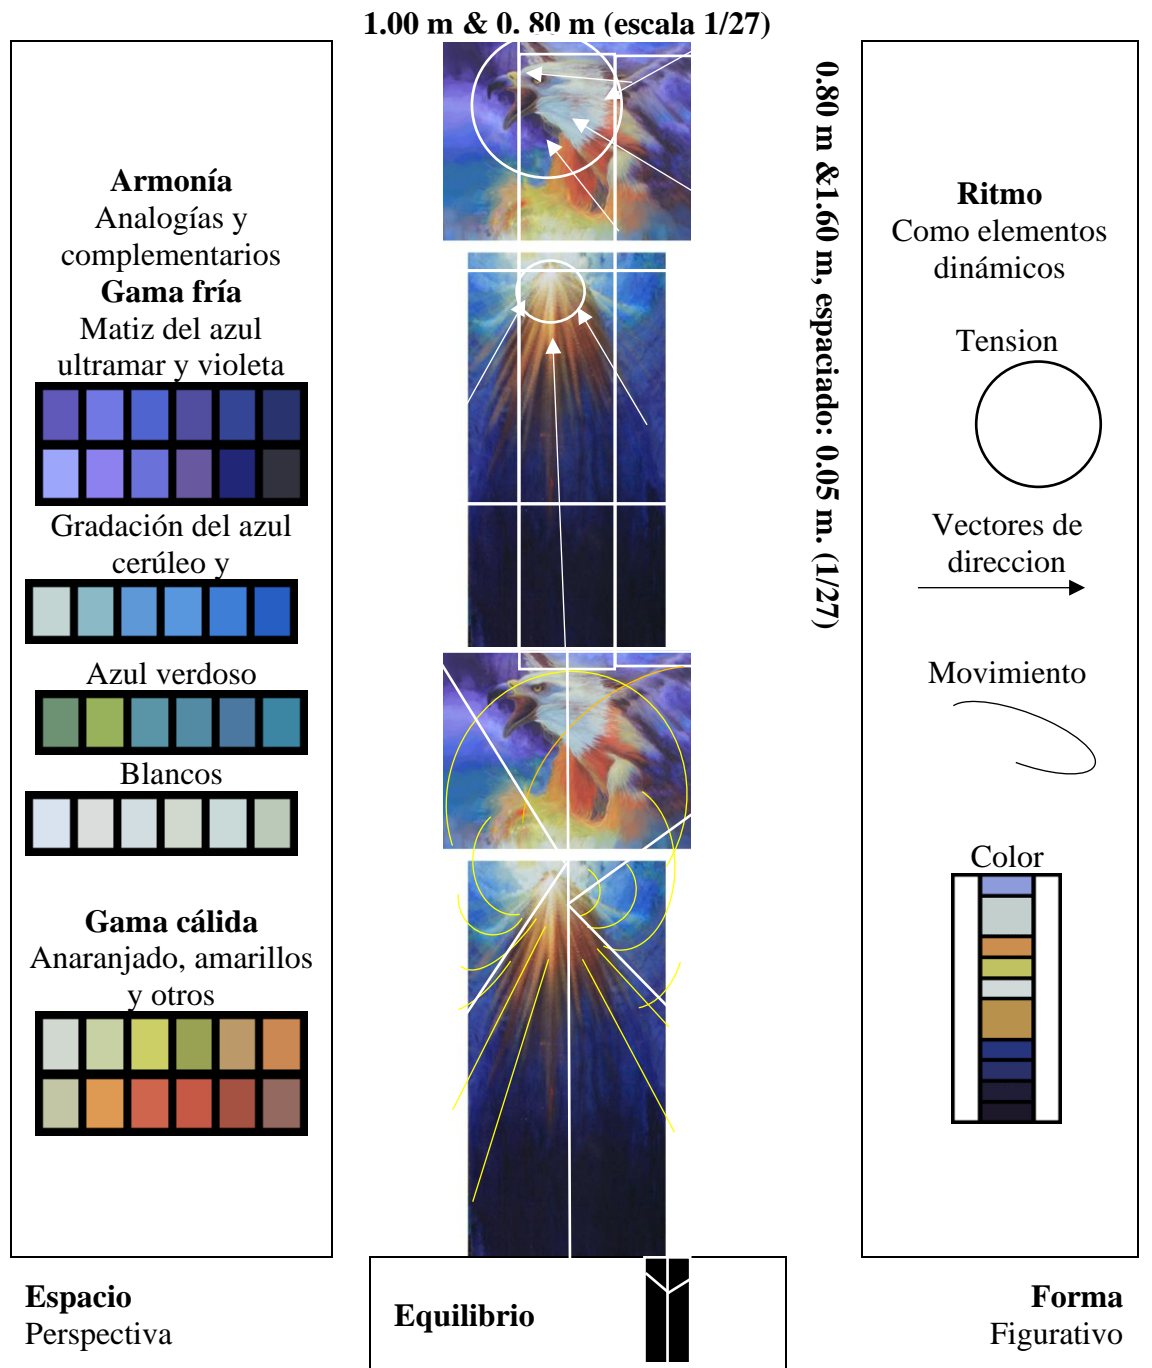 1.00 m & 0. 80 m (escala 1/27)
Armonía
Analogías y
complementarios
Gama fría
Matiz del azul
ultramar y violeta
Gradación del azul
cerúleo y
Azul verdoso
Blancos
Gama cálida
Anaranjado, amarillos
y otros
0.80 m &1.60 m, espaciado: 0.05 m. (1/27)
Ritmo
Como elementos
dinámicos
Tension
Vectores de
direccion
Movimiento
Color
Espacio
Perspectiva
Equilibrio
Forma
Figurativo